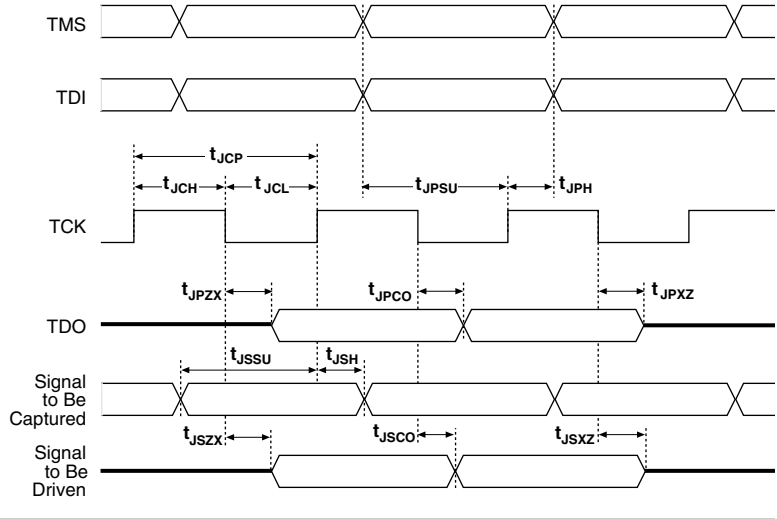 TMS
TDI
tJCP
tJCH
tJCL
tJPSU
tJPH
TCK
tJPZX
tJPCO
tJPXZ
TDO
tJSSU
tJSH
Signal
to Be
Captured
tJSZX
tJSCO
tJSXZ
Signal
to Be
Driven